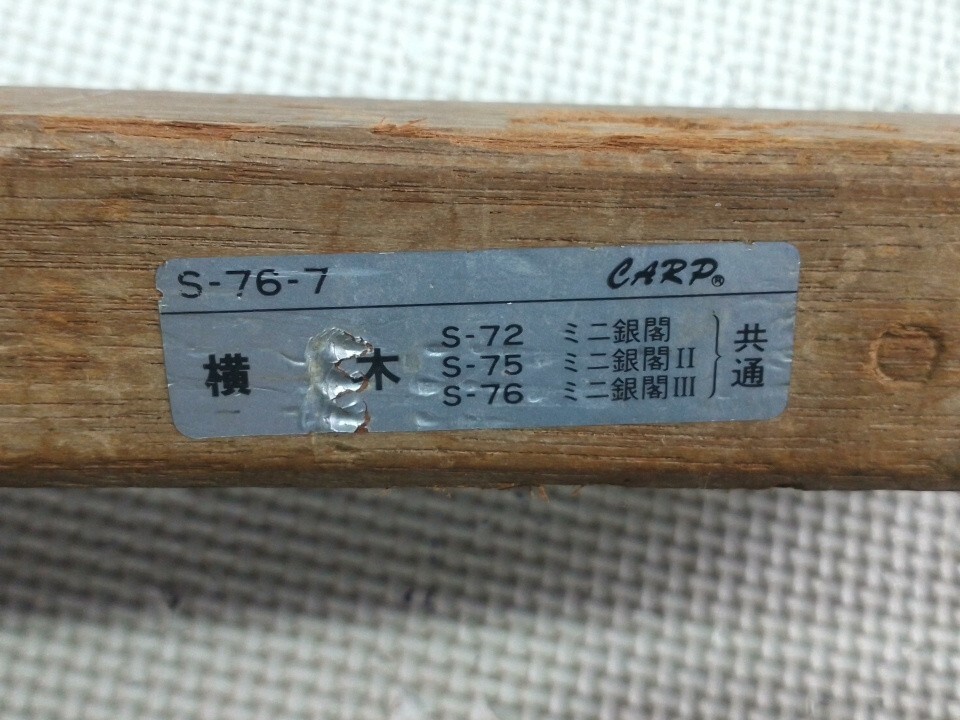 S-76-7 CARP®
横 木
S-72 ミニ銀閣
S-75 ミニ銀閣II
S-76 ミニ銀閣III
共通